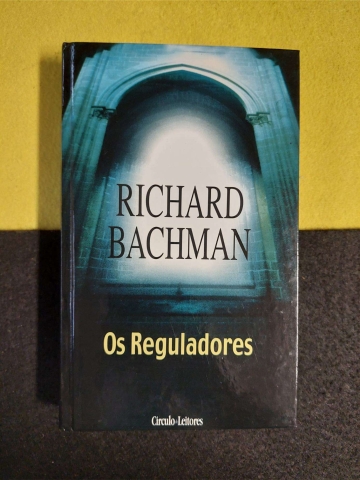 RICHARD
BACHMAN
Os Reguladores
Círculo-Leitores